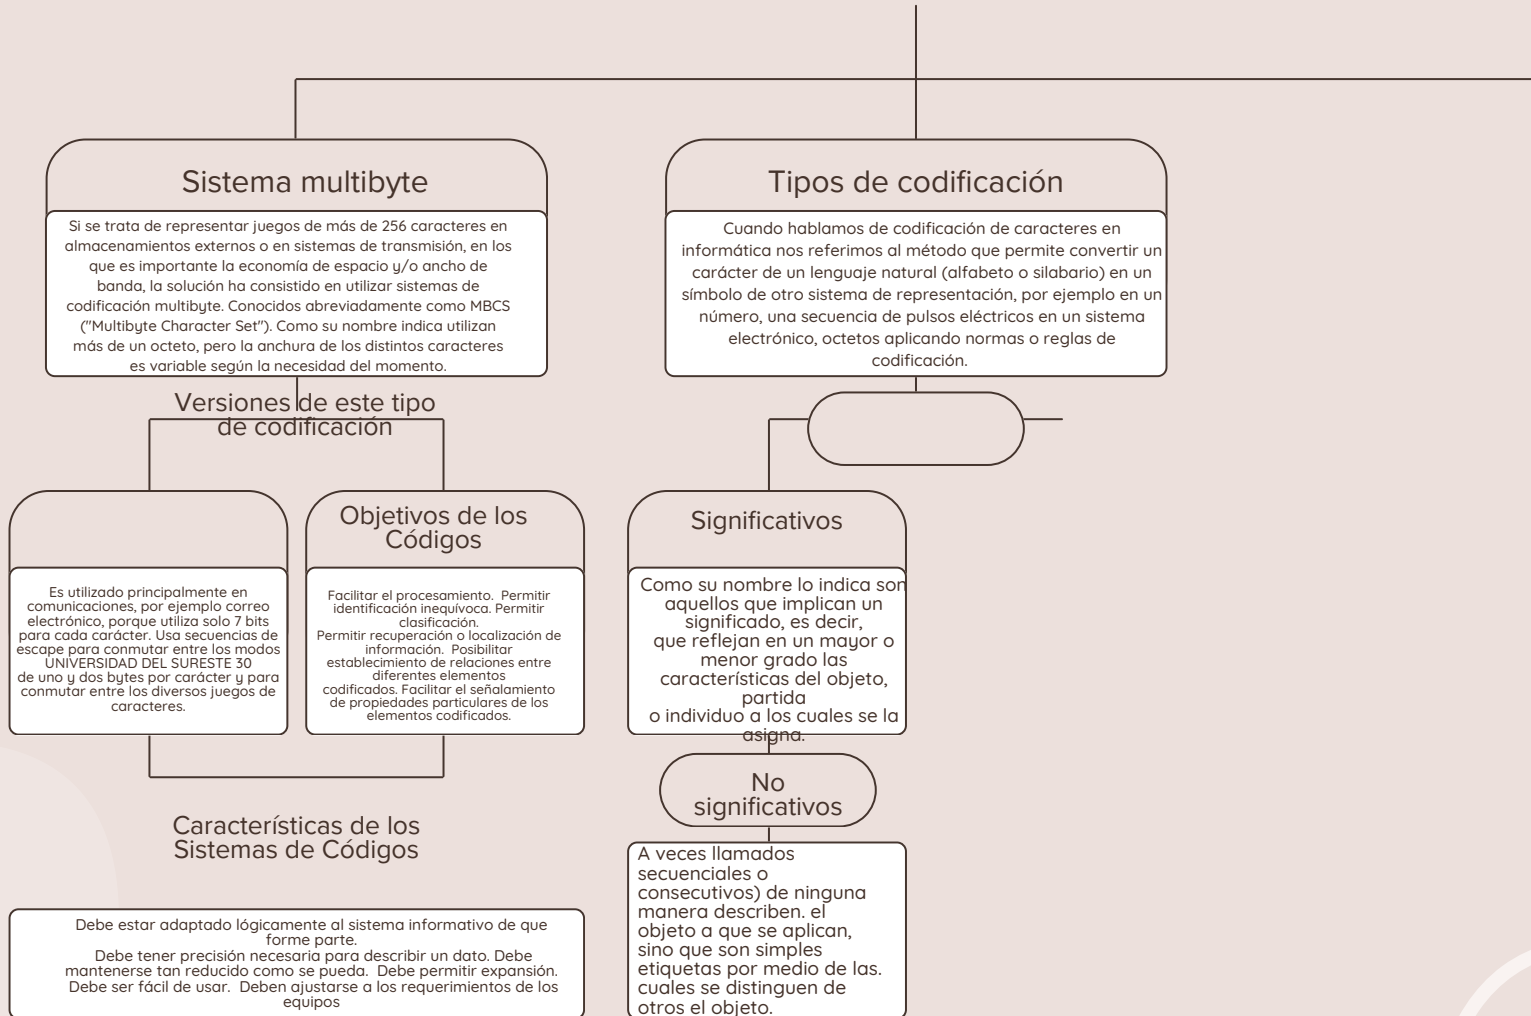 Sistema multibyte
Si se trata de representar juegos de más de 256 caracteres en
almacenamientos externos o en sistemas de transmisión, en los
que es importante la economía de espacio y/o ancho de
banda, la solución ha consistido en utilizar sistemas de
codificación multibyte. Conocidos abreviadamente como MBCS
("Multibyte Character Set"). Como su nombre indica utilizan
más de un octeto, pero la anchura de los distintos caracteres
es variable según la necesidad del momento.
Versiones de este tipo
de codificación
Es utilizado principalmente en
comunicaciones, por ejemplo correo
electrónico, porque utiliza solo 7 bits
para cada carácter. Usa secuencias de
escape para conmutar entre los modos
UNIVERSIDAD DEL SURESTE 30
de uno y dos bytes por carácter y para
conmutar entre los diversos juegos de
caracteres.
Objetivos de los
Códigos
Facilitar el procesamiento. Permitir
identificación inequívoca. Permitir
clasificación.
Permitir recuperación o localización de
información. Posibilitar
establecimiento de relaciones entre
diferentes elementos
codificados. Facilitar el señalamiento
de propiedades particulares de los
elementos codificados.
Características de los
Sistemas de Códigos
Debe estar adaptado lógicamente al sistema informativo de que
forme parte.
Debe tener precisión necesaria para describir un dato. Debe
mantenerse tan reducido como se pueda. Debe permitir expansión.
Debe ser fácil de usar. Deben ajustarse a los requerimientos de los
equipos
Tipos de codificación
Cuando hablamos de codificación de caracteres en
informática nos referimos al método que permite convertir un
carácter de un lenguaje natural (alfabeto o silabario) en un
símbolo de otro sistema de representación, por ejemplo en un
número, una secuencia de pulsos eléctricos en un sistema
electrónico, octetos aplicando normas o reglas de
codificación.
Significativos
Como su nombre lo indica son
aquellos que implican un
significado, es decir,
que reflejan en un mayor o
menor grado las
características del objeto,
partida
o individuo a los cuales se la
asigna.
No
significativos
A veces llamados
secuenciales o
consecutivos) de ninguna
manera describen. el
objeto a que se aplican,
sino que son simples
etiquetas por medio de las.
cuales se distinguen de
otros el objeto.